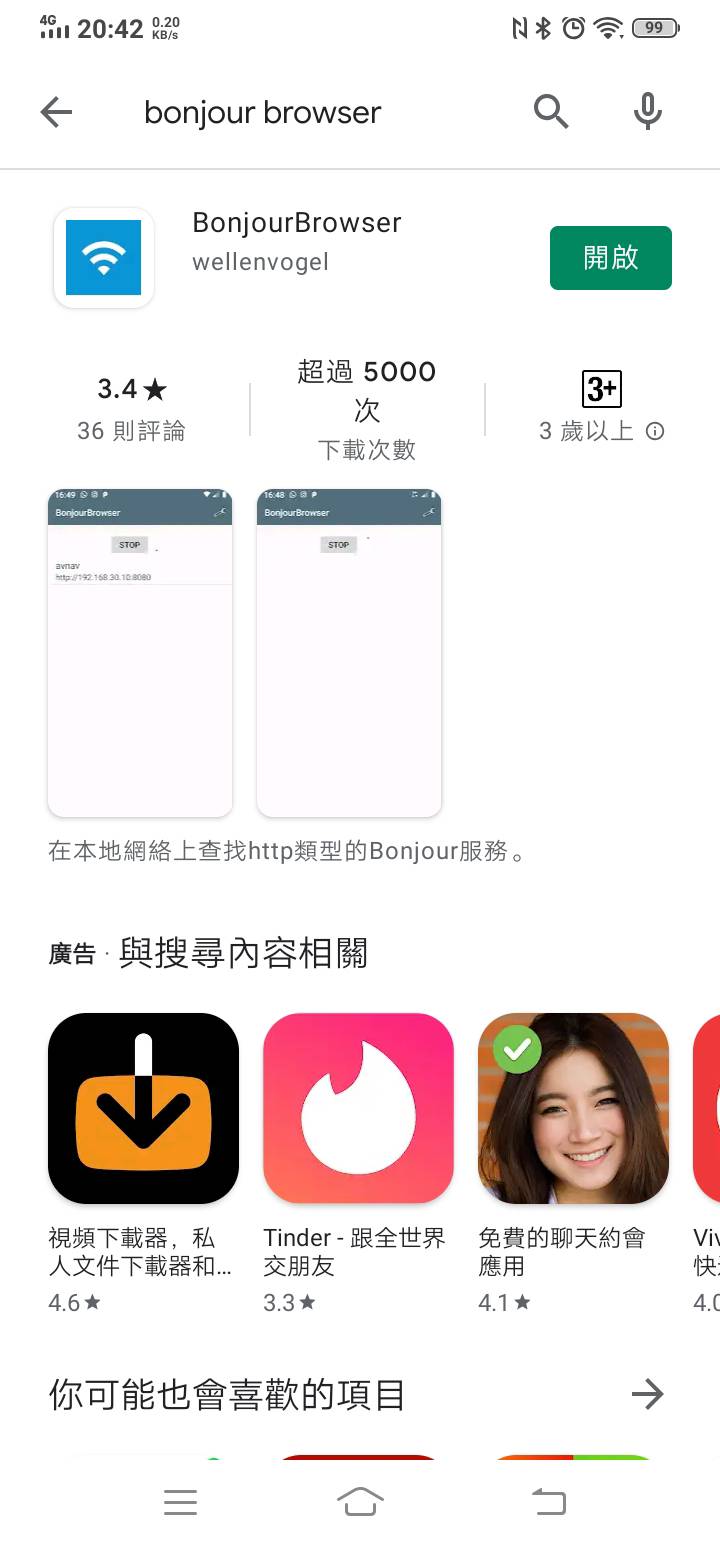 4G 20:42 0.20 KB/s 99
bonjour browser
BonjourBrowser
wellenvogel
開啟
3.4★
36 則評論
超過 5000
次
下載次數
3+
3 歲以上
16:49
BonjourBrowser
STOP
avnav
http://192.168.30.10:8080
16:48
BonjourBrowser
STOP
在本地網絡上查找http類型的Bonjour服務。
廣告 · 與搜尋內容相關
視頻下載器，私
人文件下載器和...
4.6★
Tinder - 跟全世界
交朋友
3.3★
免費的聊天約會
應用
4.1★
Viv
快
4.0
你可能也會喜歡的項目